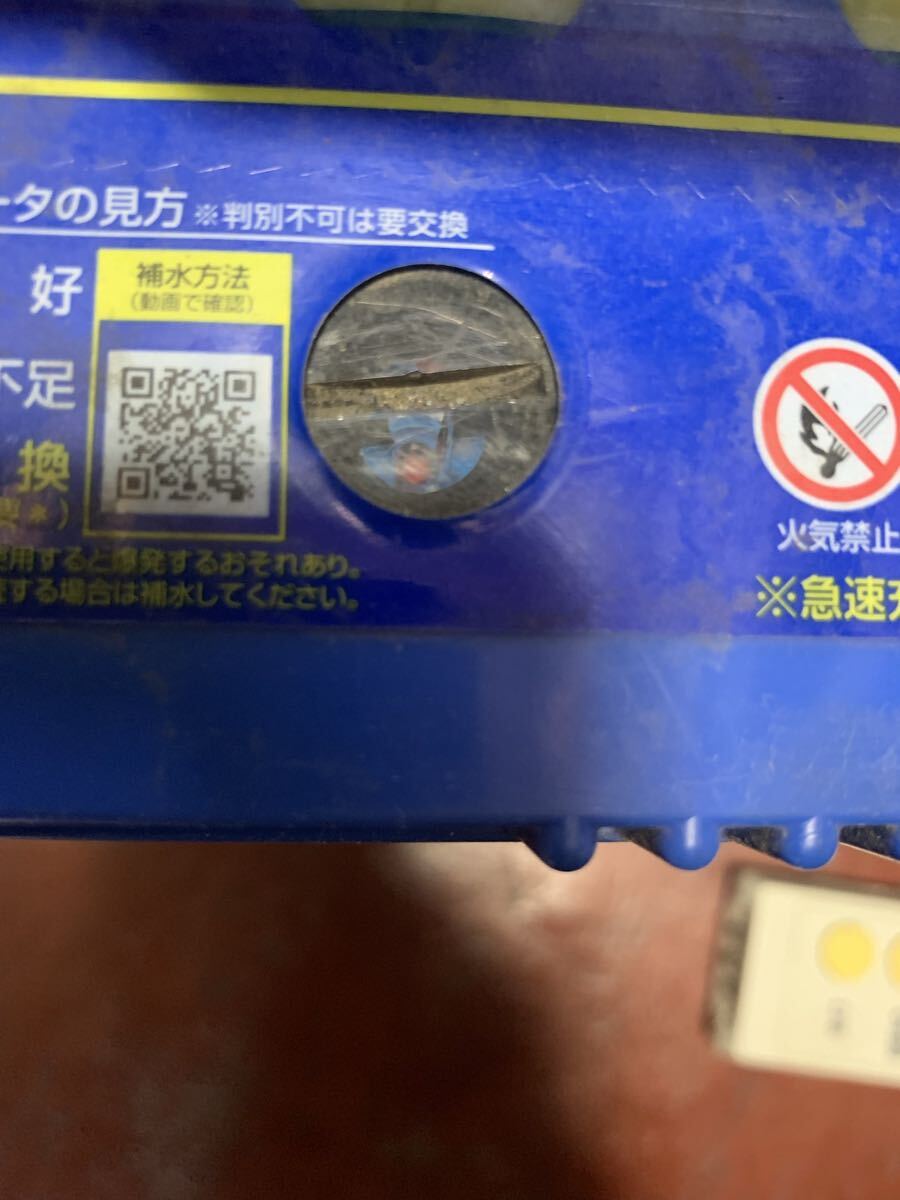 ータの見方 ※判別不可は要交換
好
補水方法
(動画で確認)
不足
換
要＊)
使用すると爆発するおそれあり。
する場合は補水してください。
火気禁止
※急速充